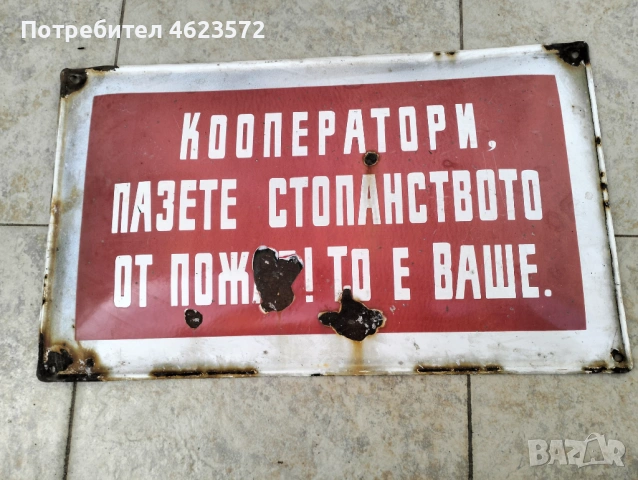 Потребител 4623572
КООПЕРАТОРИ,
ПАЗЕТЕ СТОПАНСТВОТО
ОТ ! ТО Е ВАШЕ.
BAZAR